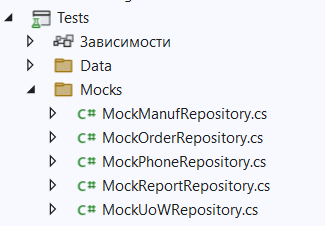 Tests
Зависимости
Data
Mocks
C# MockManufRepository.cs
C# MockOrderRepository.cs
C# MockPhoneRepository.cs
C# MockReportRepository.cs
C# MockUoWRepository.cs